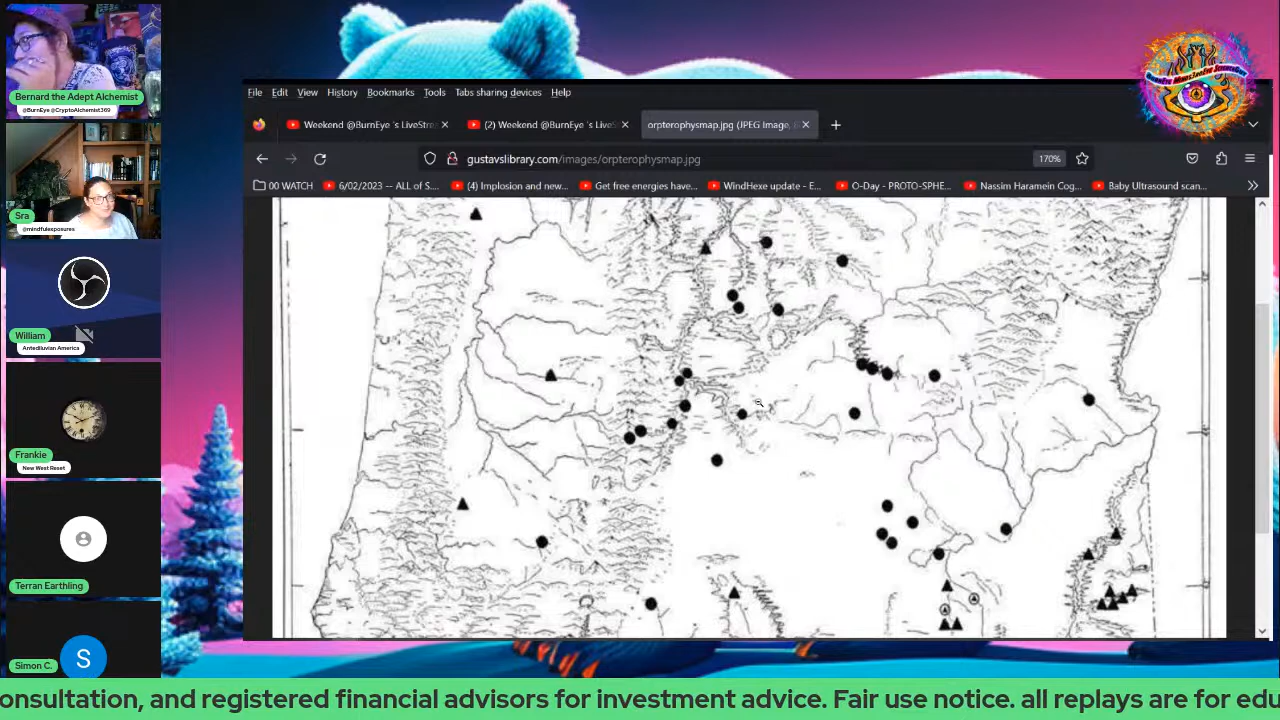 Bernard the Adept Alchemist
@BurnEye @CryptoAlchemist369
Sra
@mindfulexposures
William
Antediluvian America
Frankie
New West Reset
Terran Earthling
Simon C.
S
File Edit View History Bookmarks Tools Tabs sharing devices Help
Weekend @BurnEye 's LiveStre
(2) Weekend @BurnEye 's LiveS
orpterophysmap.jpg (JPEG Image,
gustavslibrary.com/images/orpterophysmap.jpg
170%
00 WATCH
6/02/2023 -- ALL of S...
(4) Implosion and new...
Get free energies have...
WindHexe update - E...
O-Day - PROTO-SPHE...
Nassim Haramein Cog...
Baby Ultrasound scan...
onsultation, and registered financial advisors for investment advice. Fair use notice. all replays are for edu